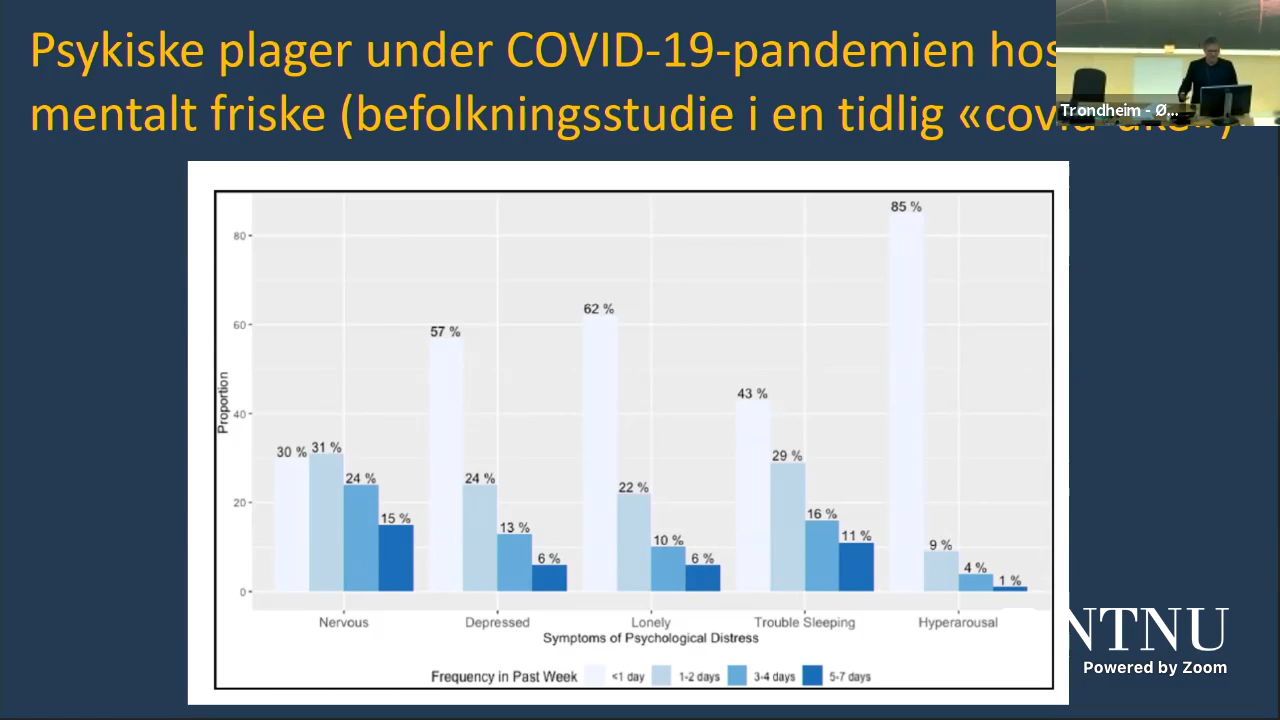 Psykiske plager under COVID-19-pandemien hos
mentalt friske (befolkningsstudie i en tidlig
Trondheim - Ø...
85 %
80
62 %
60
57 %
43 %
40
Proportion
30 % 31 %
29 %
24 %
24 %
22 %
20
15 %
13 %
16 %
11 %
10 %
9 %
6 %
6 %
4 %
1 %
0
Nervous Depressed Lonely Trouble Sleeping Hyperarousal
Symptoms of Psychological Distress
Frequency in Past Week <1 day 1-2 days 3-4 days 5-7 days
NTNU
Powered by Zoom